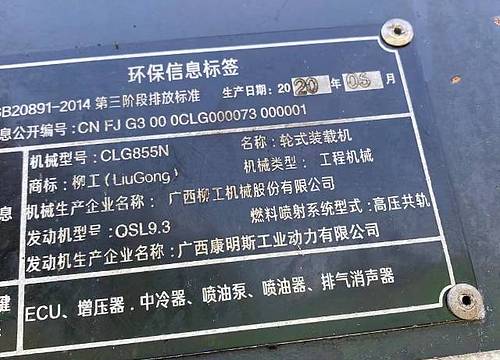 环保信息标签
GB20891-2014 第三阶段排放标准 生产日期: 2020 年 03 月
息公开编号: CN FJ G3 00 0CLG000073 000001
机械型号: CLG855N 名称: 轮式装载机
商标: 柳工(LiuGong) 机械类型: 工程机械
息 机械生产企业名称: 广西柳工机械股份有限公司
发动机型号: QSL9.3 燃料喷射系统型式: 高压共轨
发动机生产企业名称: 广西康明斯工业动力有限公司
键 ECU、增压器.中冷器、喷油泵、喷油器、排气消声器